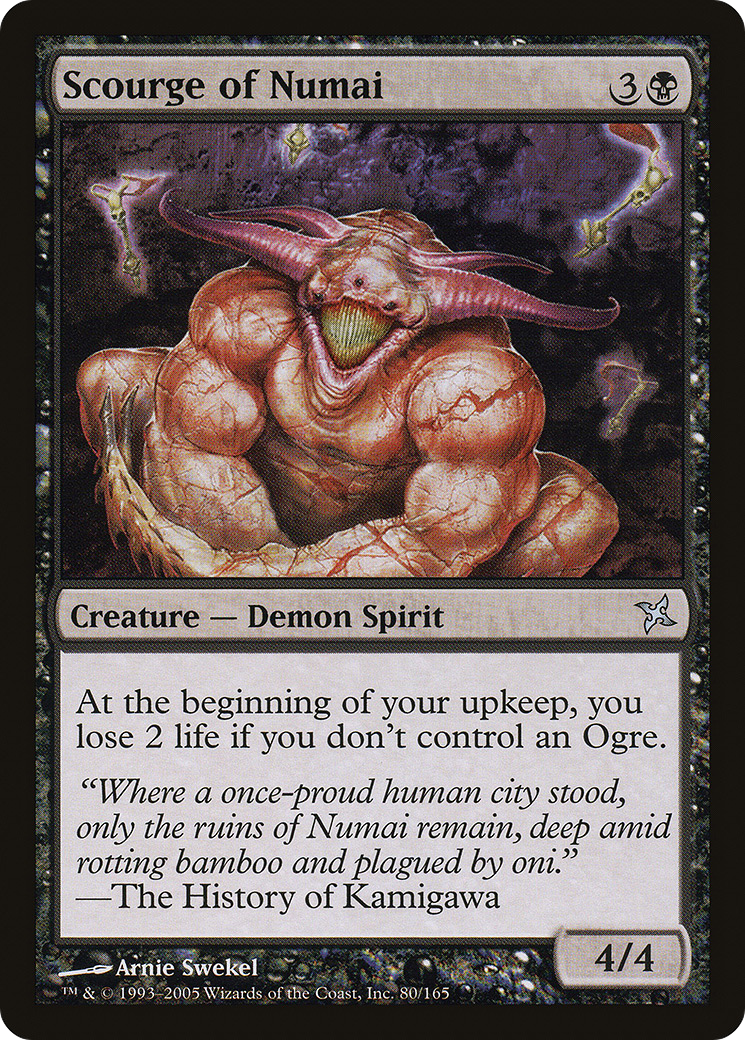 Scourge of Numai 3
Creature — Demon Spirit
At the beginning of your upkeep, you
lose 2 life if you don't control an Ogre.
“Where a once-proud human city stood,
only the ruins of Numai remain, deep amid
rotting bamboo and plagued by oni.”
—The History of Kamigawa
4/4
Arnie Swekel
™ & © 1993–2005 Wizards of the Coast, Inc. 80/165